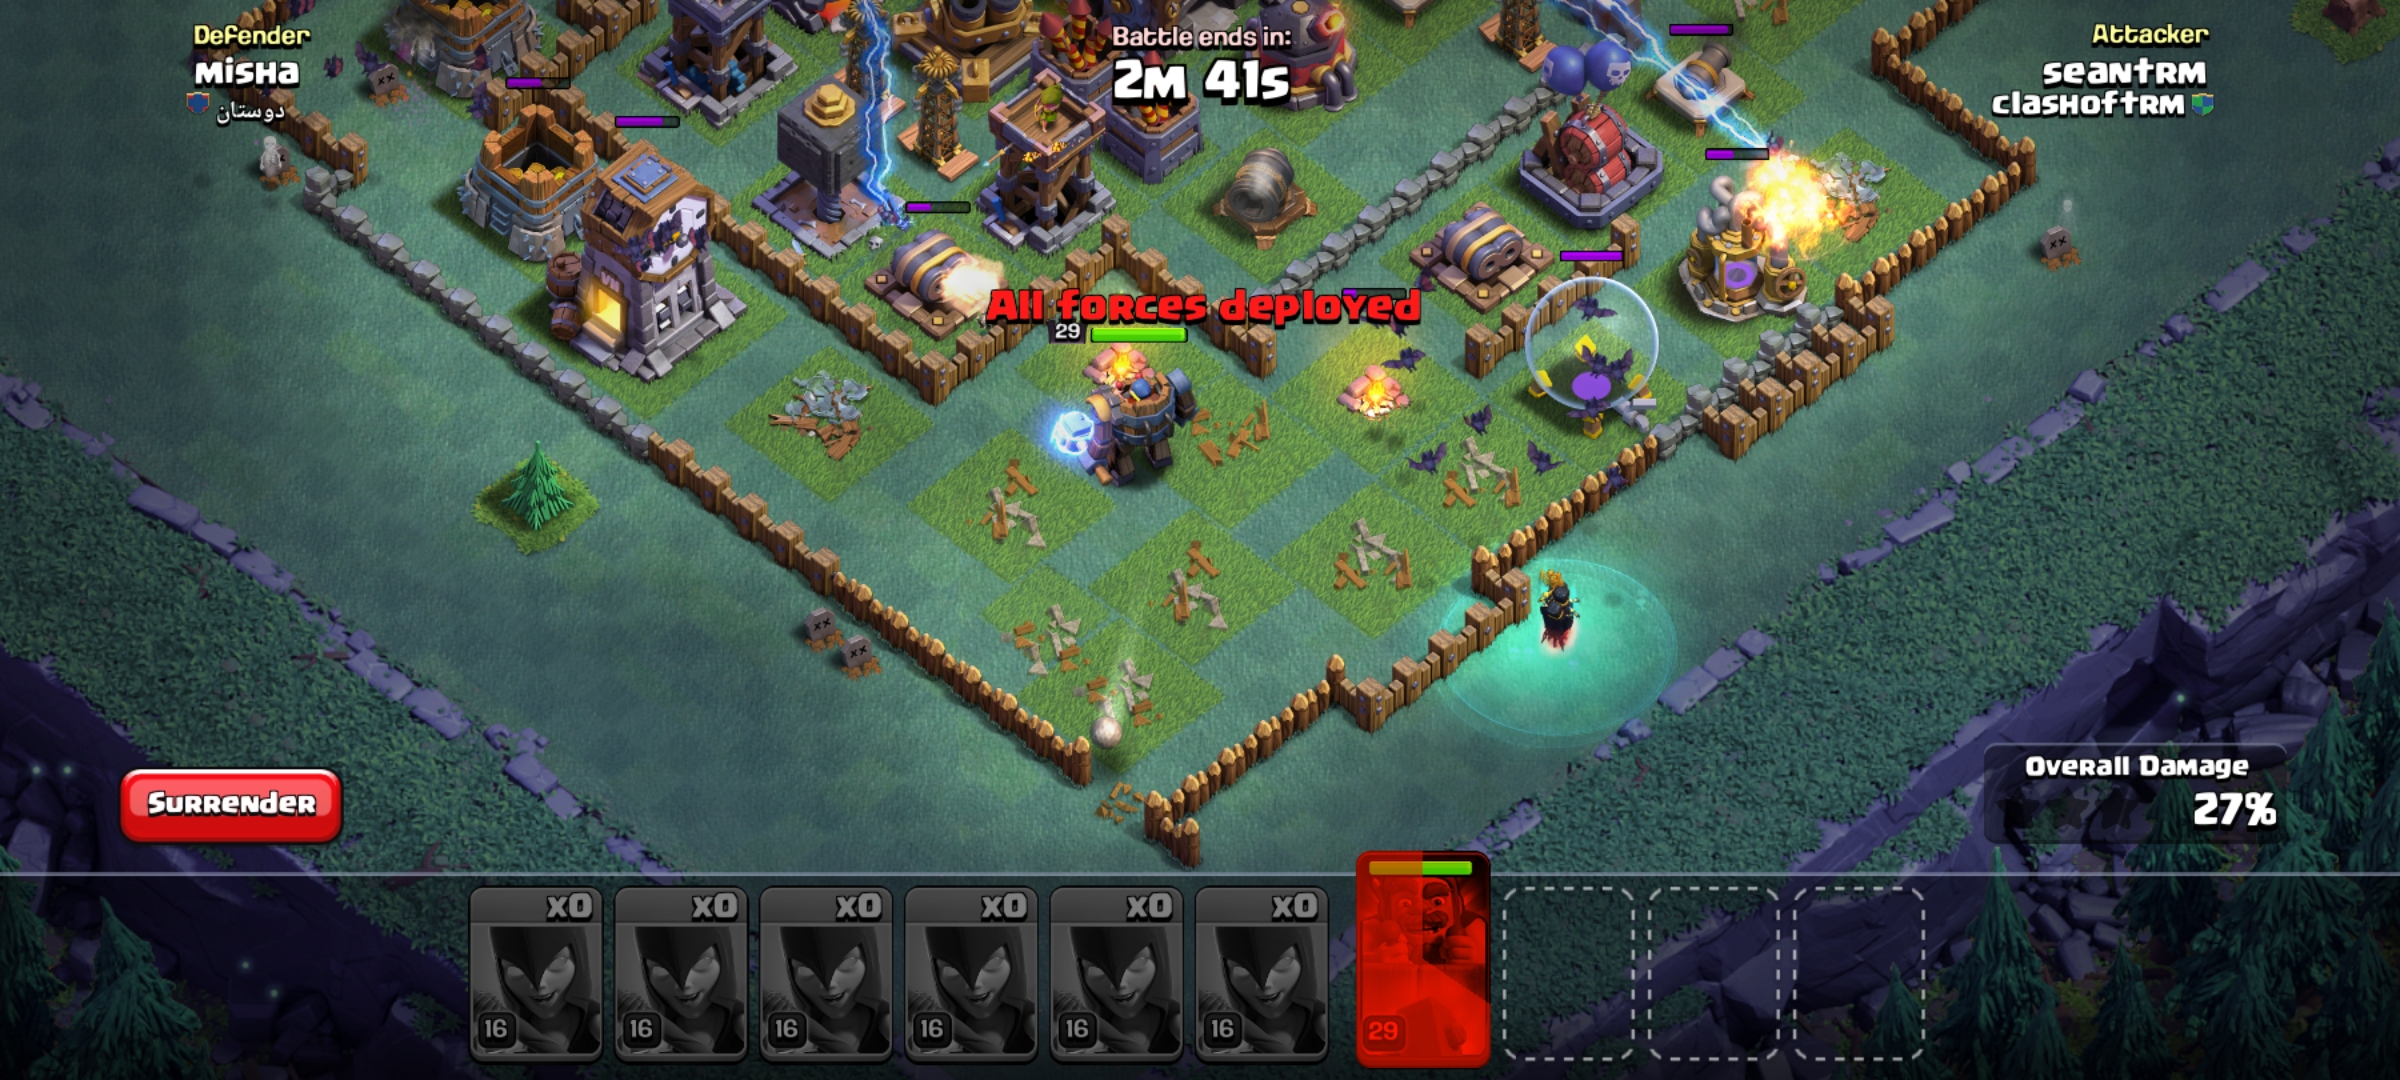 Defender
Misha
دوستان
Battle ends in:
2M 41s
Attacker
seantrm
clashoftrm
All forces deployed
29
Surrender
Overall Damage
27%
x0
x0
x0
x0
x0
x0
16
16
16
16
16
16
29